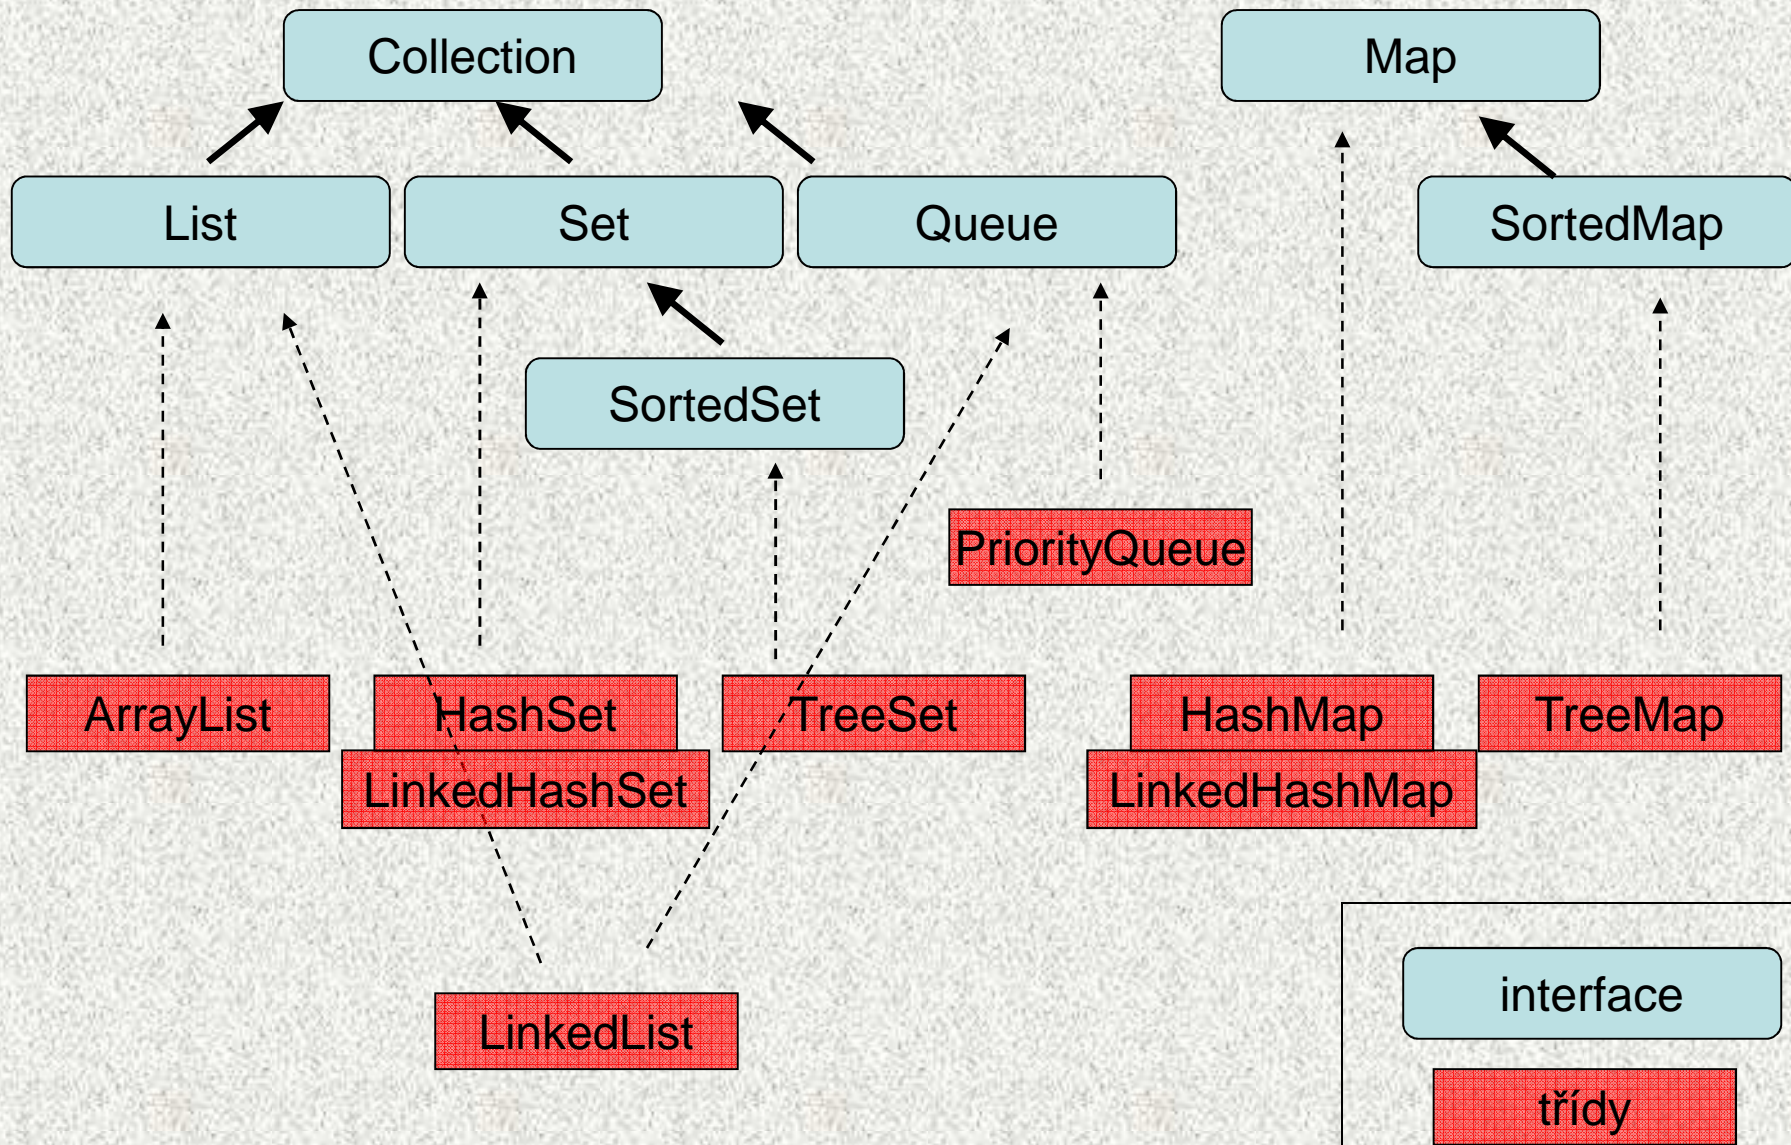 Collection
Map
List
Set
Queue
SortedMap
SortedSet
PriorityQueue
ArrayList
HashSet
TreeSet
HashMap
TreeMap
LinkedHashSet
LinkedHashMap
LinkedList
interface
třídy